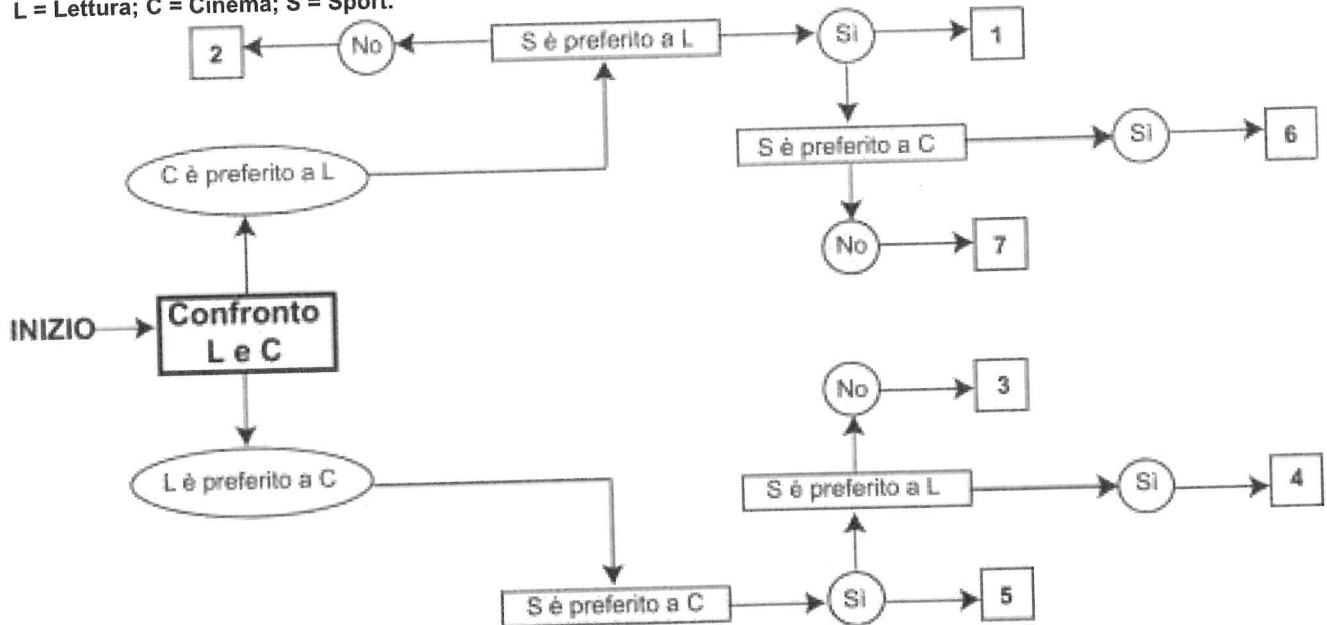 L = Lettura; C = Cinema; S = Sport.
2
No
S è preferito a L
Sì
1
S è preferito a C
Sì
6
C è preferito a L
No
7
INIZIO
Confronto
L e C
No
3
L è preferito a C
S é preferito a L
Sì
4
S è preferito a C
Sì
5